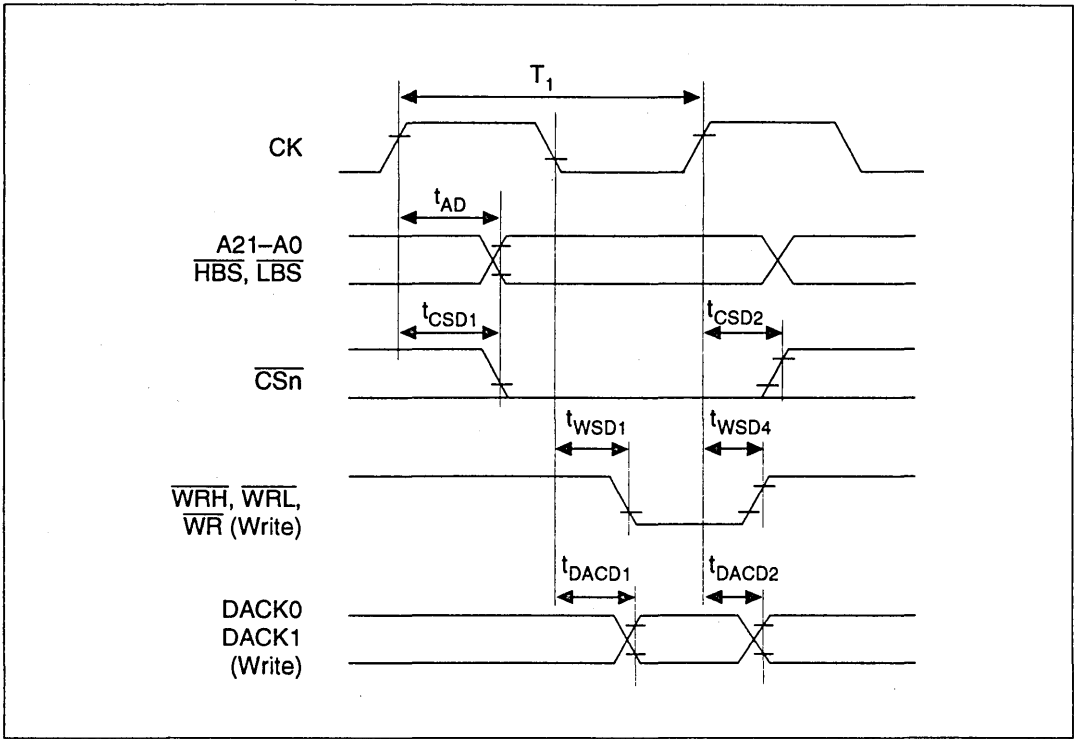 T1
CK
tAD
A21–A0
HBS, LBS
tCSD1
tCSD2
CSn
tWSD1
tWSD4
WRH, WRL,
WR (Write)
tDACD1
tDACD2
DACK0
DACK1
(Write)